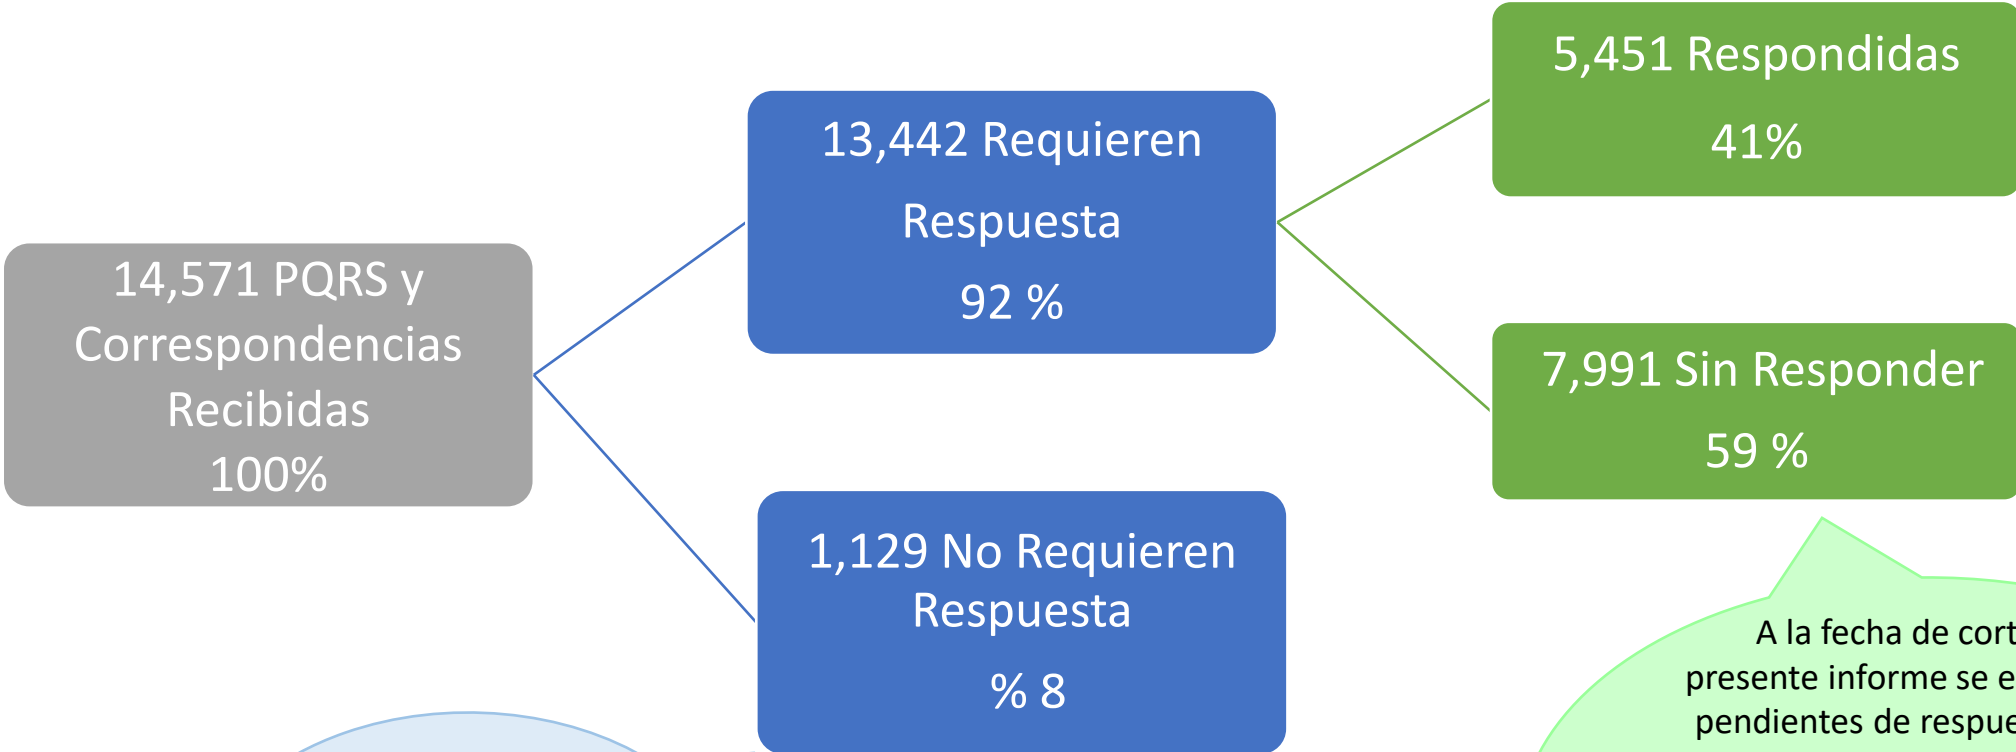 14,571 PQRS y
Correspondencias
Recibidas
100%
13,442 Requieren
Respuesta
92 %
1,129 No Requieren
Respuesta
% 8
5,451 Respondidas
41%
7,991 Sin Responder
59 %
A la fecha de
presente informe se
pendientes de